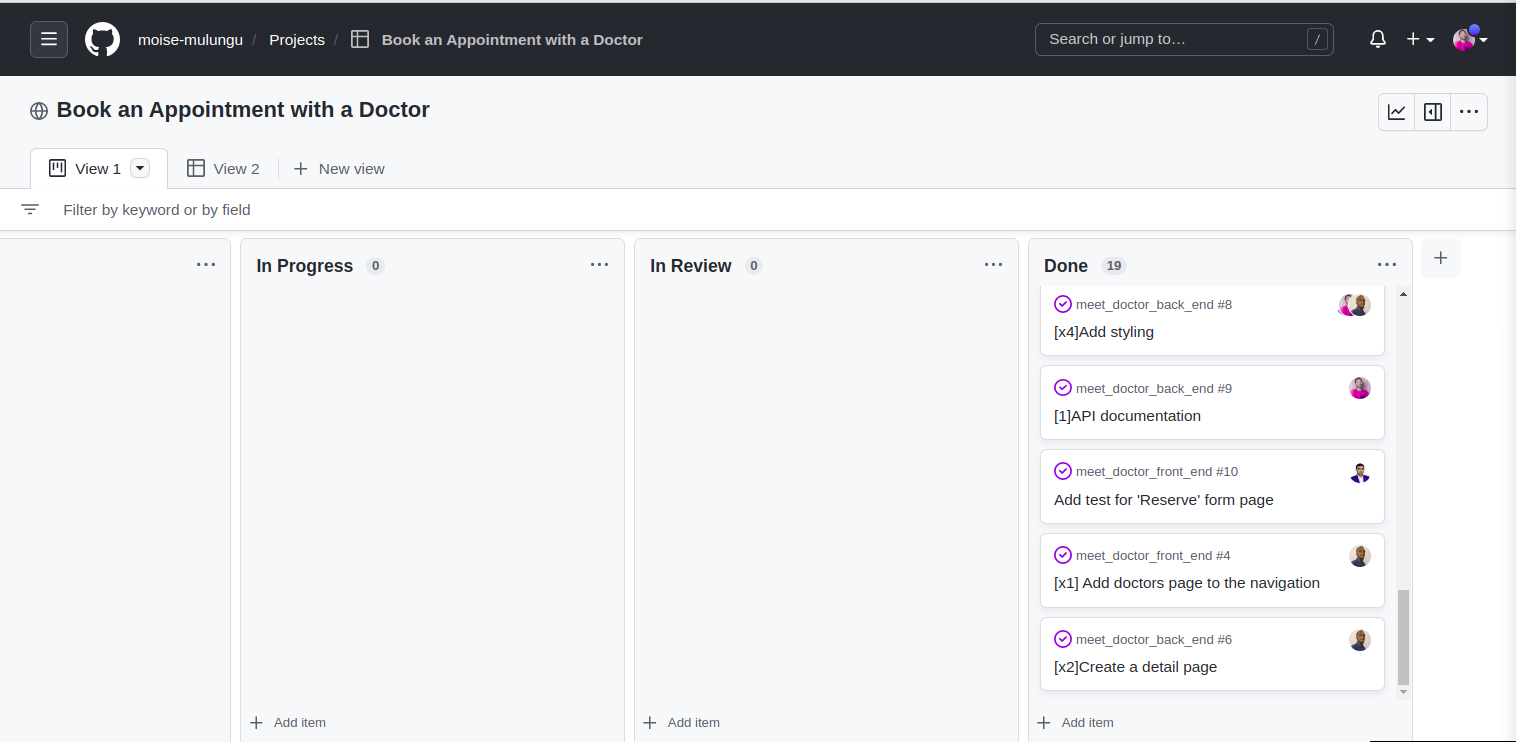 moise-mulungu / Projects / Book an Appointment with a Doctor
Search or jump to… /
Book an Appointment with a Doctor
View 1
View 2
New view
Filter by keyword or by field
In Progress 0
In Review 0
Done 19
meet_doctor_back_end #8
[x4]Add styling
meet_doctor_back_end #9
[1]API documentation
meet_doctor_front_end #10
Add test for 'Reserve' form page
meet_doctor_front_end #4
[x1] Add doctors page to the navigation
meet_doctor_back_end #6
[x2]Create a detail page
Add item
Add item
Add item